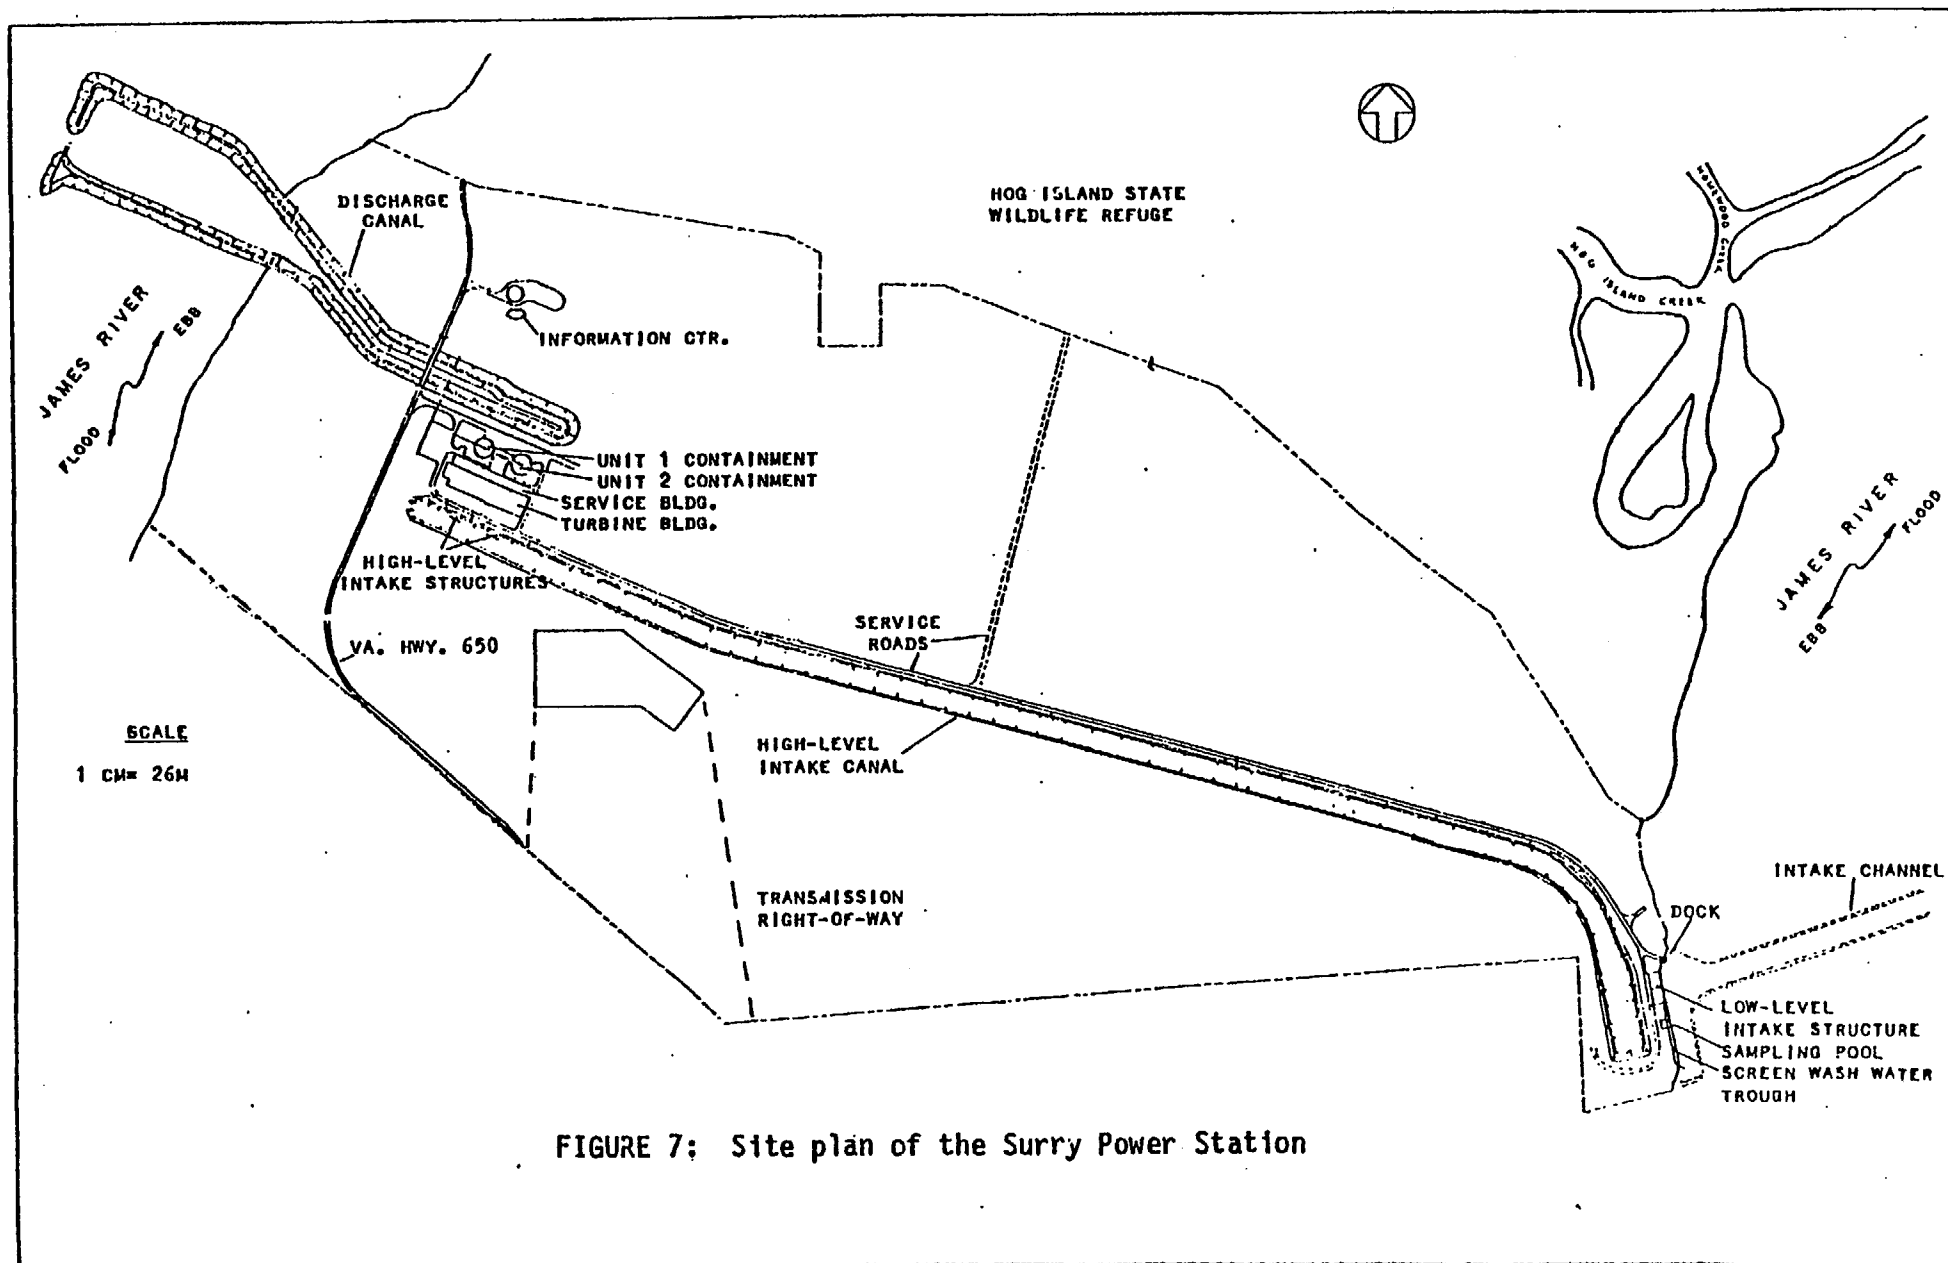 HOG ISLAND STATE
WILDLIFE REFUGE
HOMEWOOD CREEK
HOG ISLAND CREEK
DISCHARGE
CANAL
JAMES RIVER
EBB
FLOOD
INFORMATION CTR.
UNIT 1 CONTAINMENT
UNIT 2 CONTAINMENT
SERVICE BLDG.
TURBINE BLDG.
HIGH-LEVEL
INTAKE STRUCTURES
JAMES RIVER
FLOOD
EBB
SERVICE
ROADS
VA. HWY. 650
SCALE
1 CM= 26M
HIGH-LEVEL
INTAKE CANAL
TRANSMISSION
RIGHT-OF-WAY
INTAKE CHANNEL
DOCK
LOW-LEVEL
INTAKE STRUCTURE
SAMPLING POOL
SCREEN WASH WATER
TROUGH
FIGURE 7: Site plan of the Surry Power Station